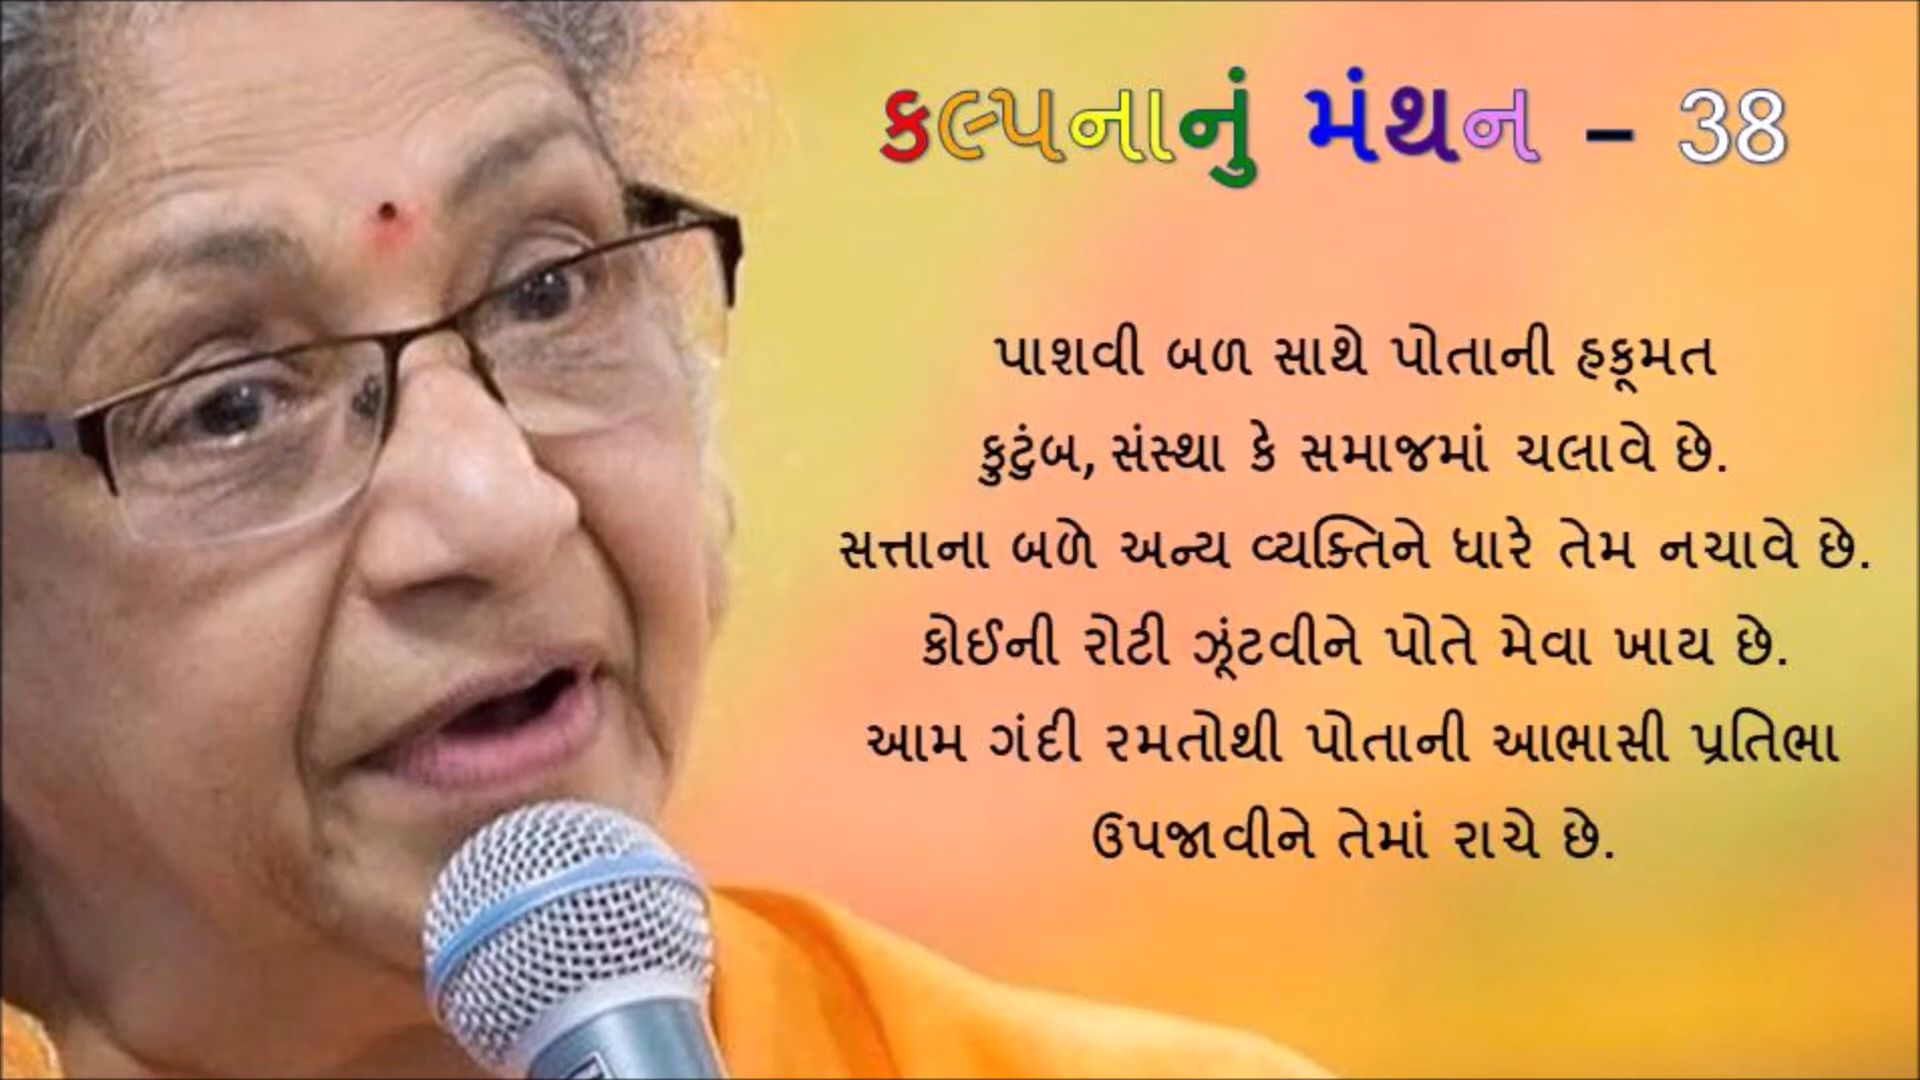 કલ્પનાનું મંથન – 38
પાશવી બળ સાથે પોતાની હકૂમત
કુટુંબ, સંસ્થા કે સમાજમાં ચલાવે છે.
સત્તાના બળે અન્ય વ્યક્તિને ધારે તેમ નચાવે છે.
કોઈની રોટી ઝૂંટવીને પોતે મેવા ખાય છે.
આમ ગંદી રમતોથી પોતાની આભાસી પ્રતિભા
ઉપજાવીને તેમાં રાચે છે.